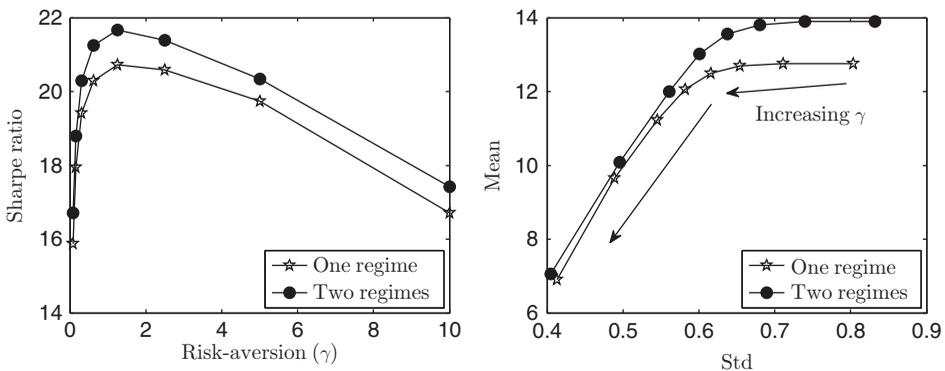 22
20
18
16
14
Sharpe ratio
0
2
4
6
8
10
Risk-aversion (γ)
One regime
Two regimes
14
12
10
8
6
Mean
0.4
0.5
0.6
0.7
0.8
0.9
Std
Increasing γ
One regime
Two regimes